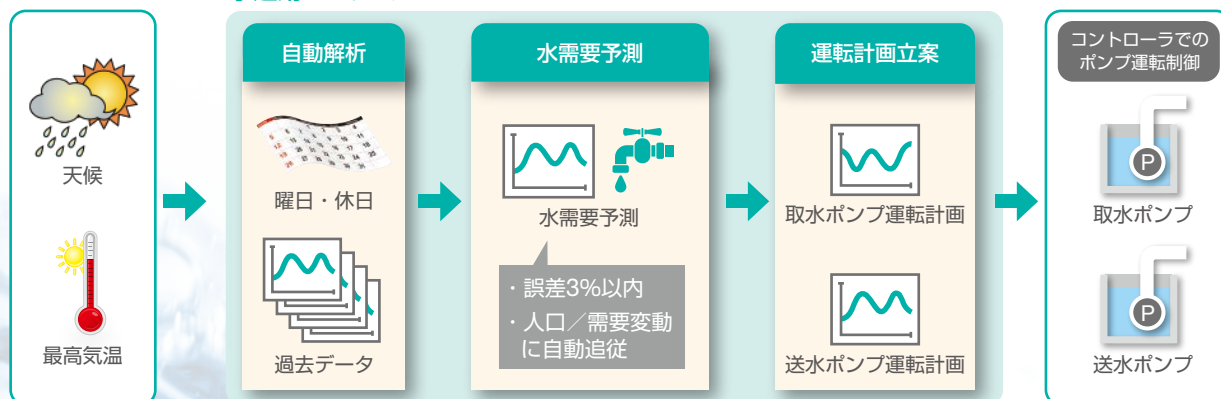 天候
最高気温
自動解析
曜日・休日
過去データ
水需要予測
水需要予測
・誤差3%以内
・人口／需要変動
に自動追従
運転計画立案
取水ポンプ運転計画
送水ポンプ運転計画
コントローラでの
ポンプ運転制御
P
取水ポンプ
P
送水ポンプ